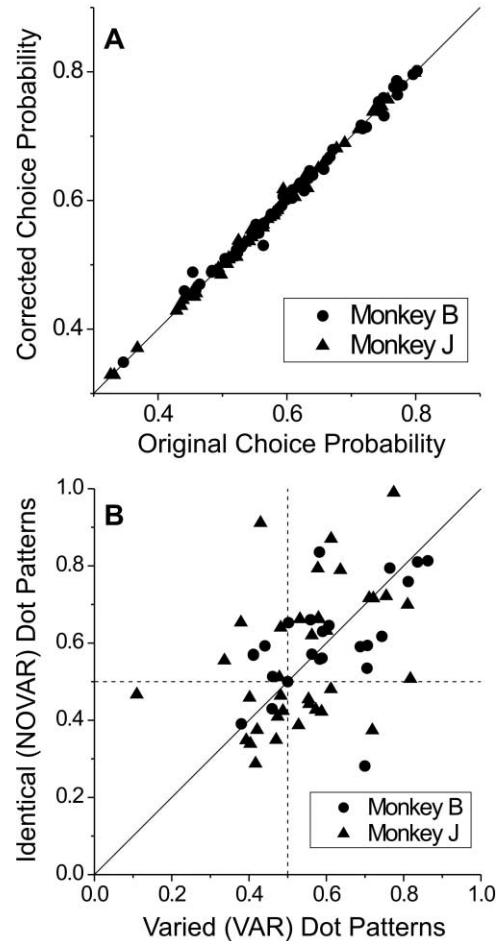 A
Corrected Choice Probability
0.8
0.6
0.4
Monkey B
Monkey J
0.4 0.6 0.8
Original Choice Probability
B
Identical (NOVAR) Dot Patterns
1.0
0.8
0.6
0.4
0.2
0.0
Monkey B
Monkey J
0.0 0.2 0.4 0.6 0.8 1.0
Varied (VAR) Dot Patterns